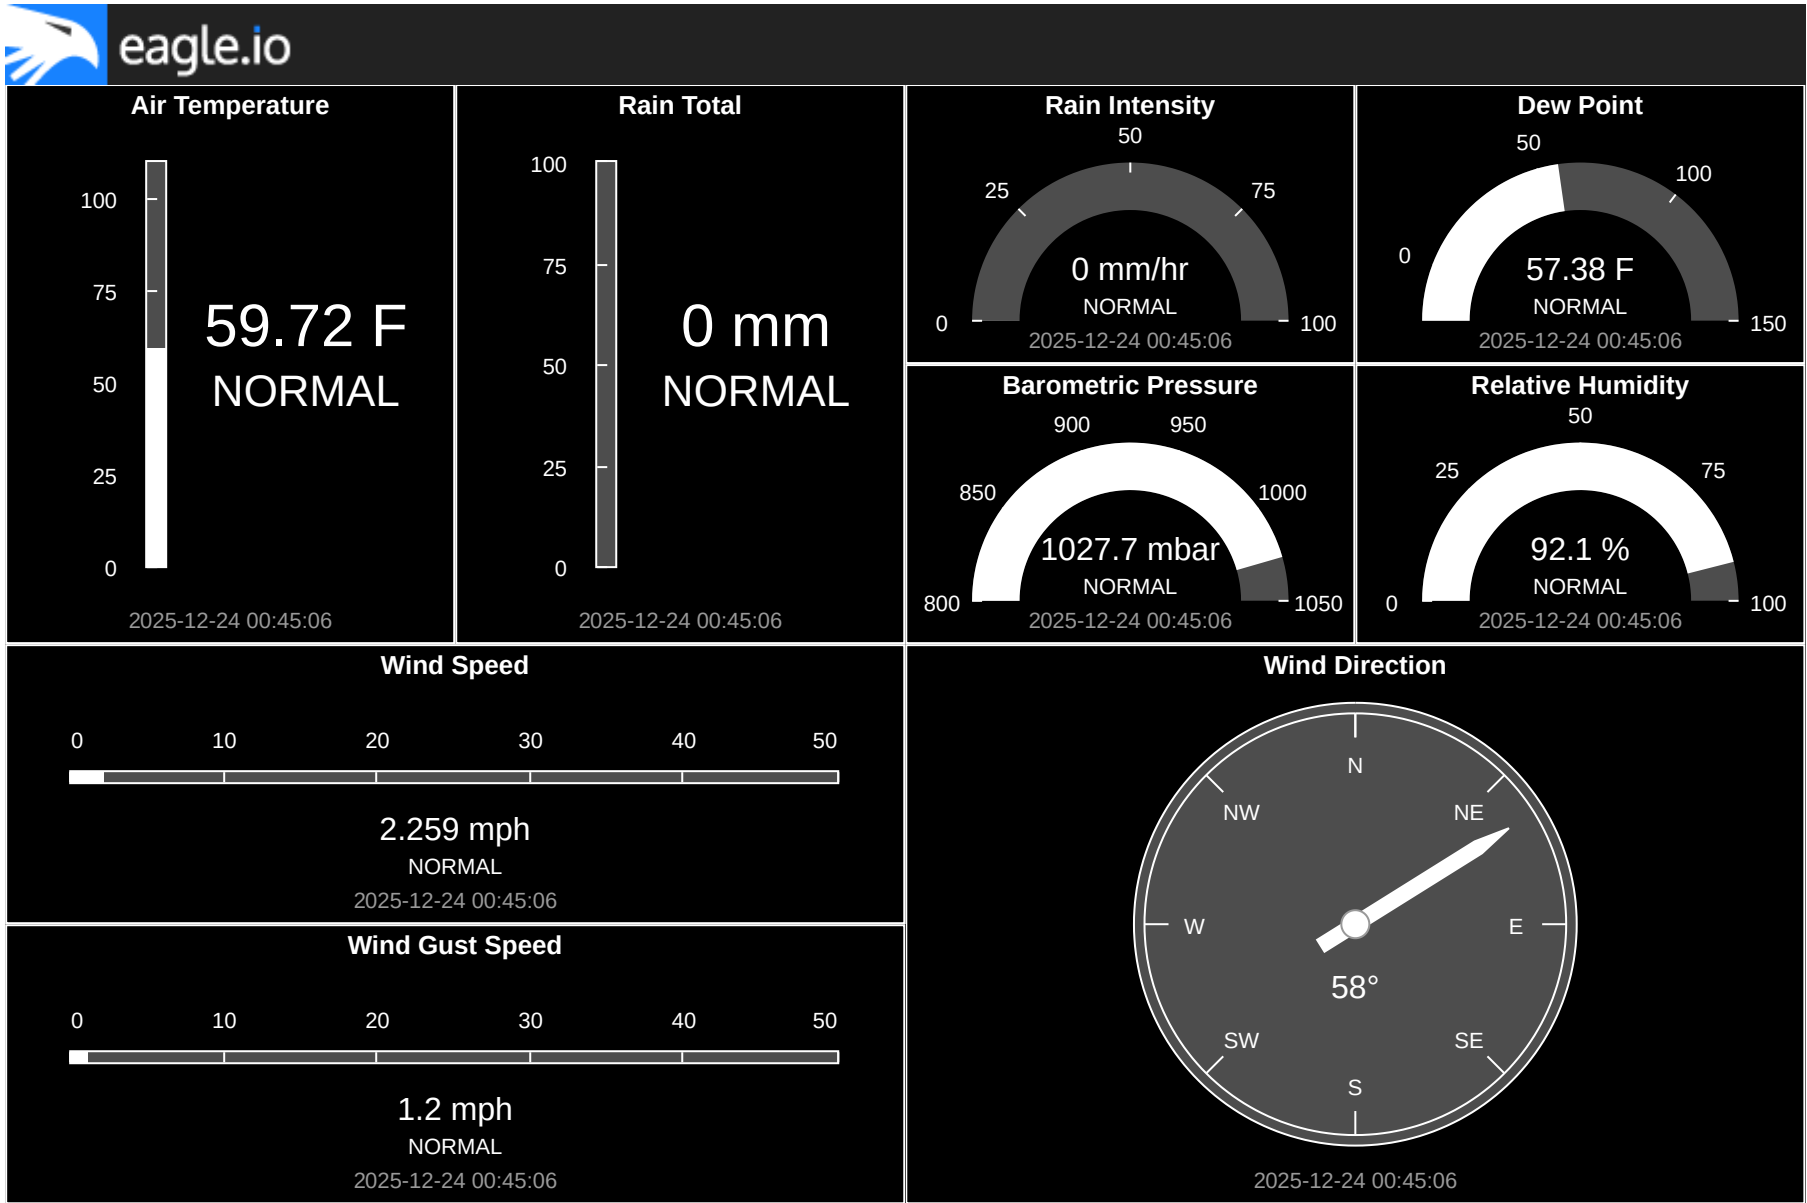 eagle.io
Air Temperature
100
75
50
25
0
59.72 F
NORMAL
2025-12-24 00:45:06
Rain Total
100
75
50
25
0
0 mm
NORMAL
2025-12-24 00:45:06
Rain Intensity
50
25
75
0
100
0 mm/hr
NORMAL
2025-12-24 00:45:06
Dew Point
50
100
0
150
57.38 F
NORMAL
2025-12-24 00:45:06
Barometric Pressure
900
950
850
1000
800
1050
1027.7 mbar
NORMAL
2025-12-24 00:45:06
Relative Humidity
50
25
75
0
100
92.1 %
NORMAL
2025-12-24 00:45:06
Wind Speed
0 10 20 30 40 50
2.259 mph
NORMAL
2025-12-24 00:45:06
Wind Gust Speed
0 10 20 30 40 50
1.2 mph
NORMAL
2025-12-24 00:45:06
Wind Direction
N
NW
NE
W
E
58°
SW
SE
S
2025-12-24 00:45:06